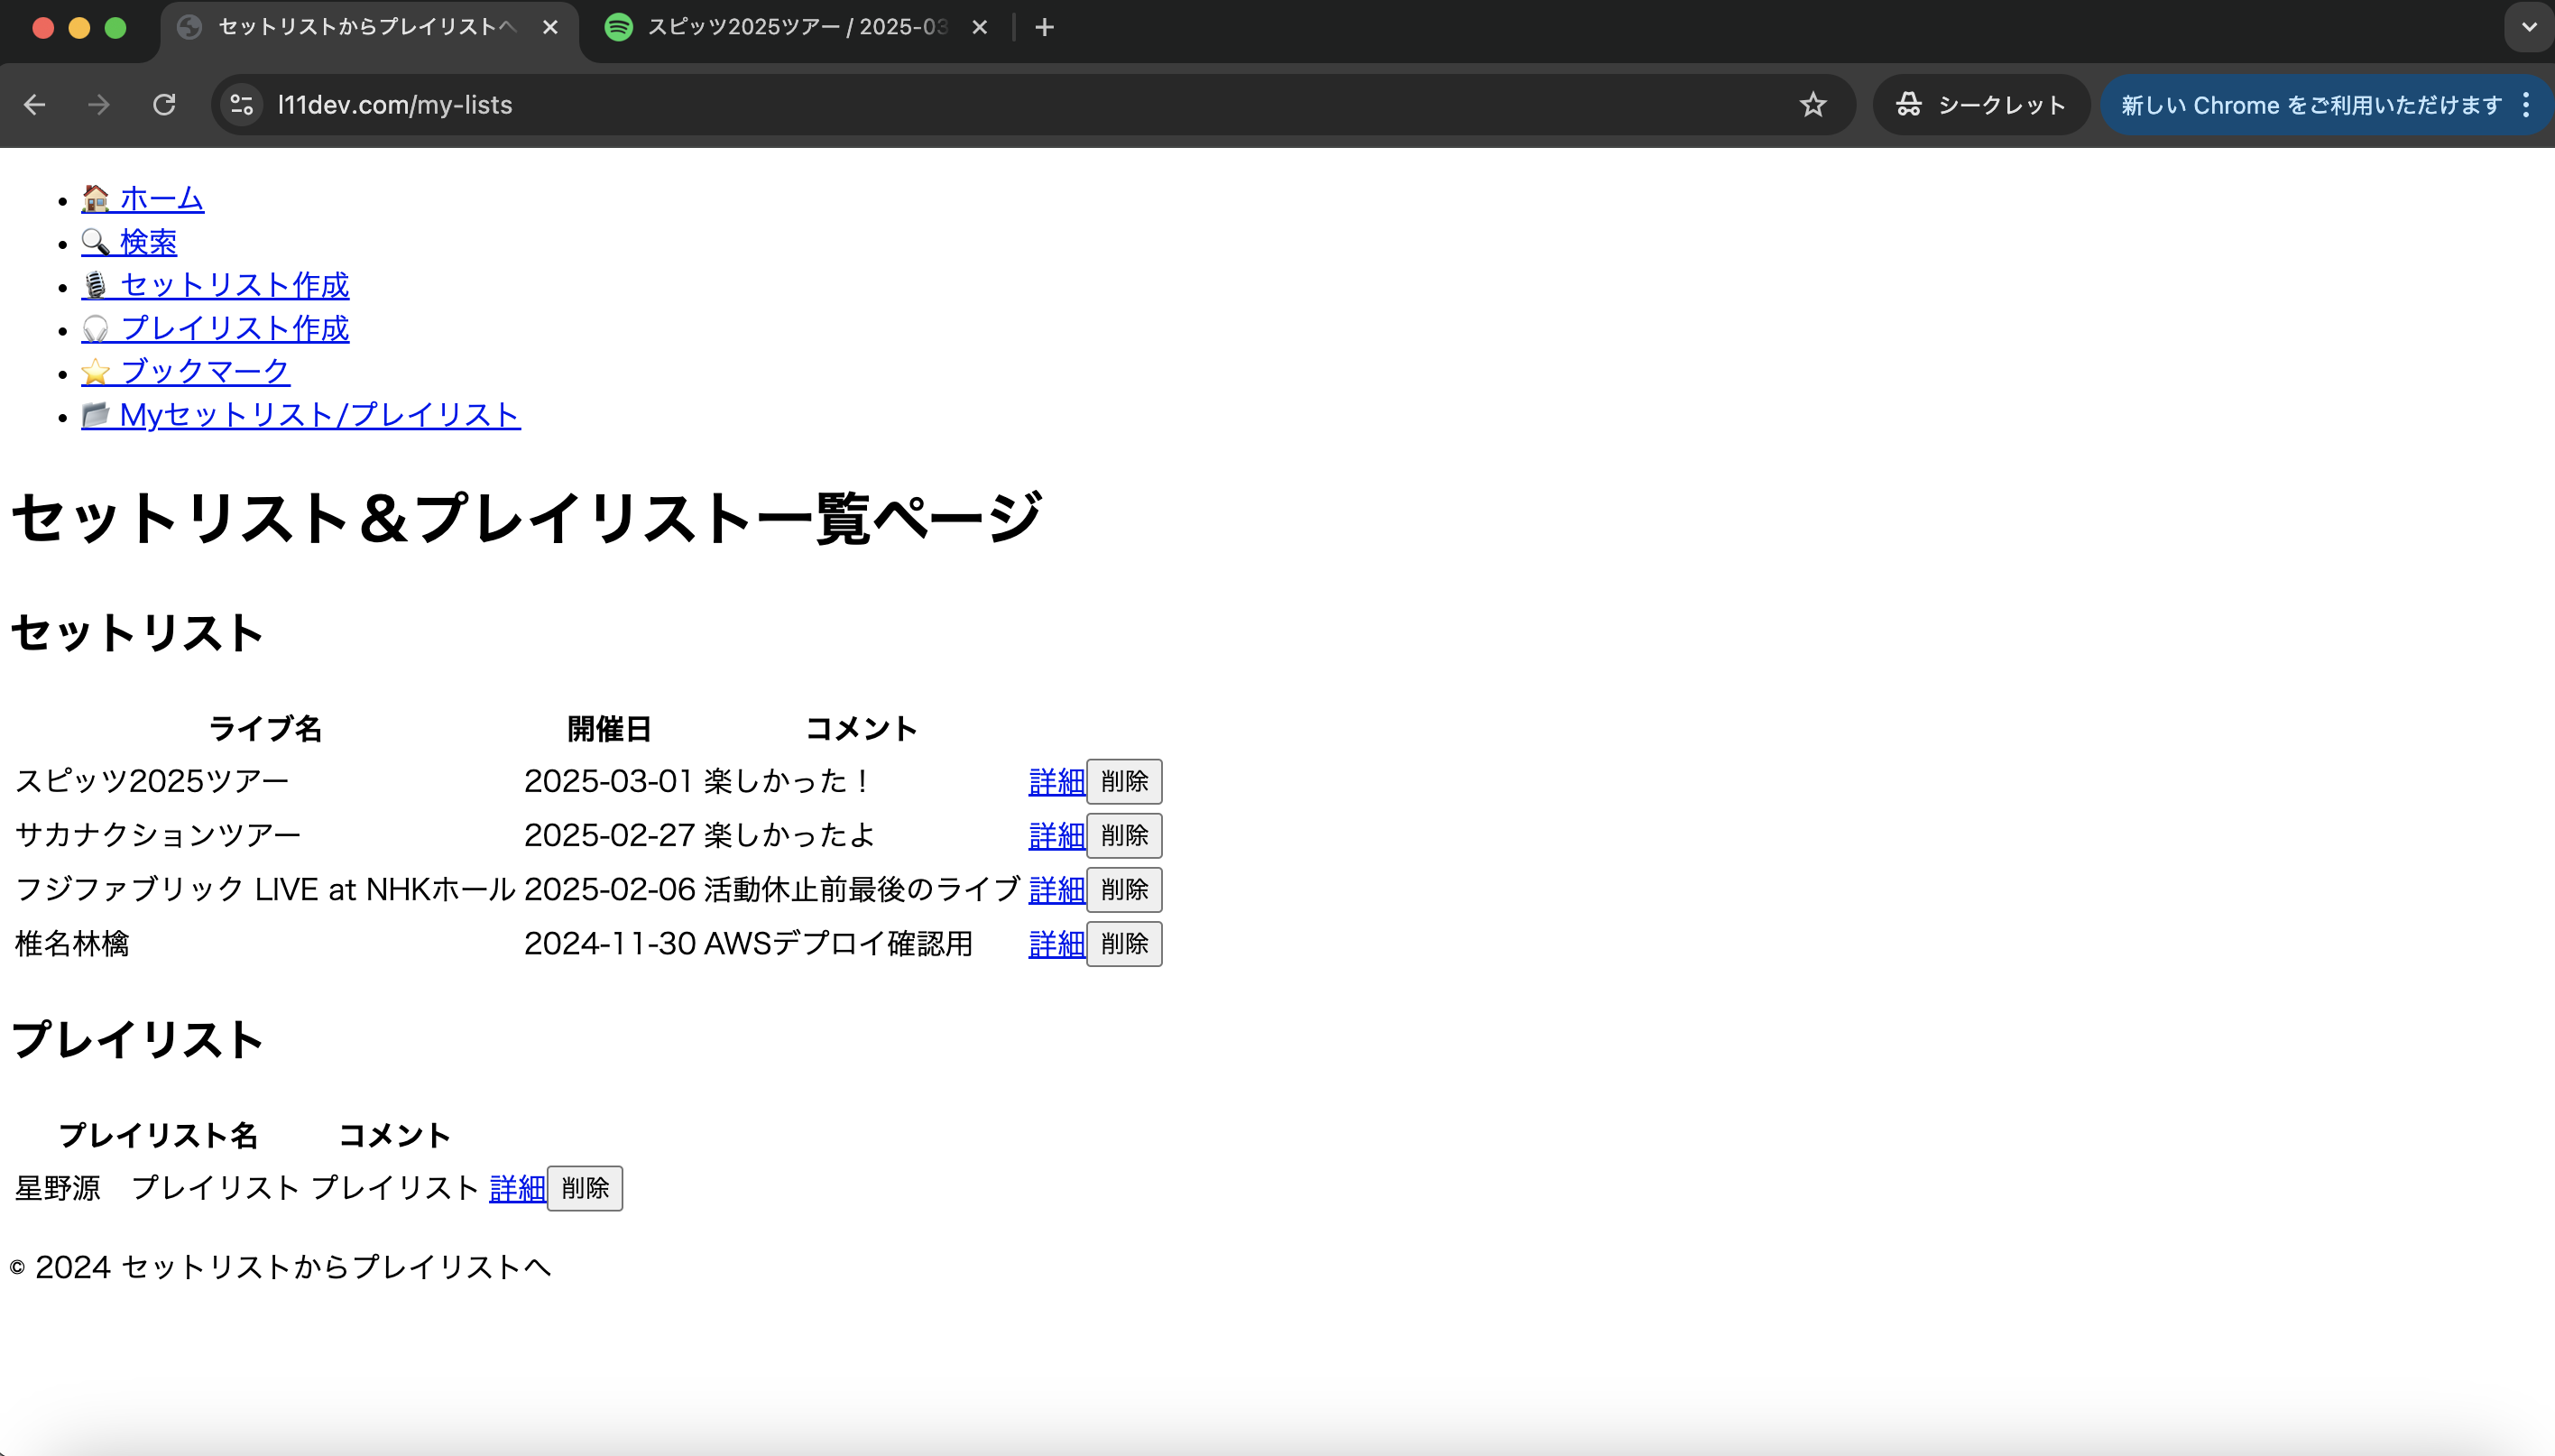 セットリストからプレイリストへ
スピッツ2025ツアー / 2025-03
l11dev.com/my-lists
シークレット
新しい Chrome をご利用いただけます
🏠 ホーム
🔍 検索
🎙 セットリスト作成
🎧 プレイリスト作成
⭐ ブックマーク
📂 Myセットリスト/プレイリスト
セットリスト＆プレイリスト一覧ページ
セットリスト
ライブ名 開催日 コメント
スピッツ2025ツアー 2025-03-01 楽しかった！ 詳細 削除
サカナクションツアー 2025-02-27 楽しかったよ 詳細 削除
フジファブリック LIVE at NHKホール 2025-02-06 活動休止前最後のライブ 詳細 削除
椎名林檎 2024-11-30 AWSデプロイ確認用 詳細 削除
プレイリスト
プレイリスト名 コメント
星野源　プレイリスト プレイリスト 詳細 削除
© 2024 セットリストからプレイリストへ